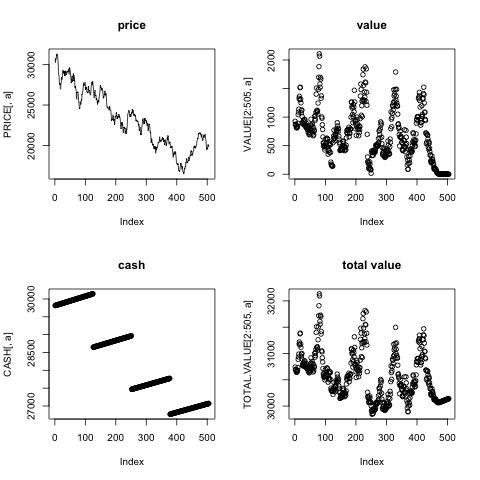 price
PRICE[, a]
30000
25000
20000
0 100 200 300 400 500
Index
value
VALUE[2:505, a]
2000
1000
500
0
0 100 200 300 400 500
Index
cash
CASH[, a]
30000
28500
27000
0 100 200 300 400 500
Index
total value
TOTAL.VALUE[2:505, a]
32000
31000
30000
0 100 200 300 400 500
Index